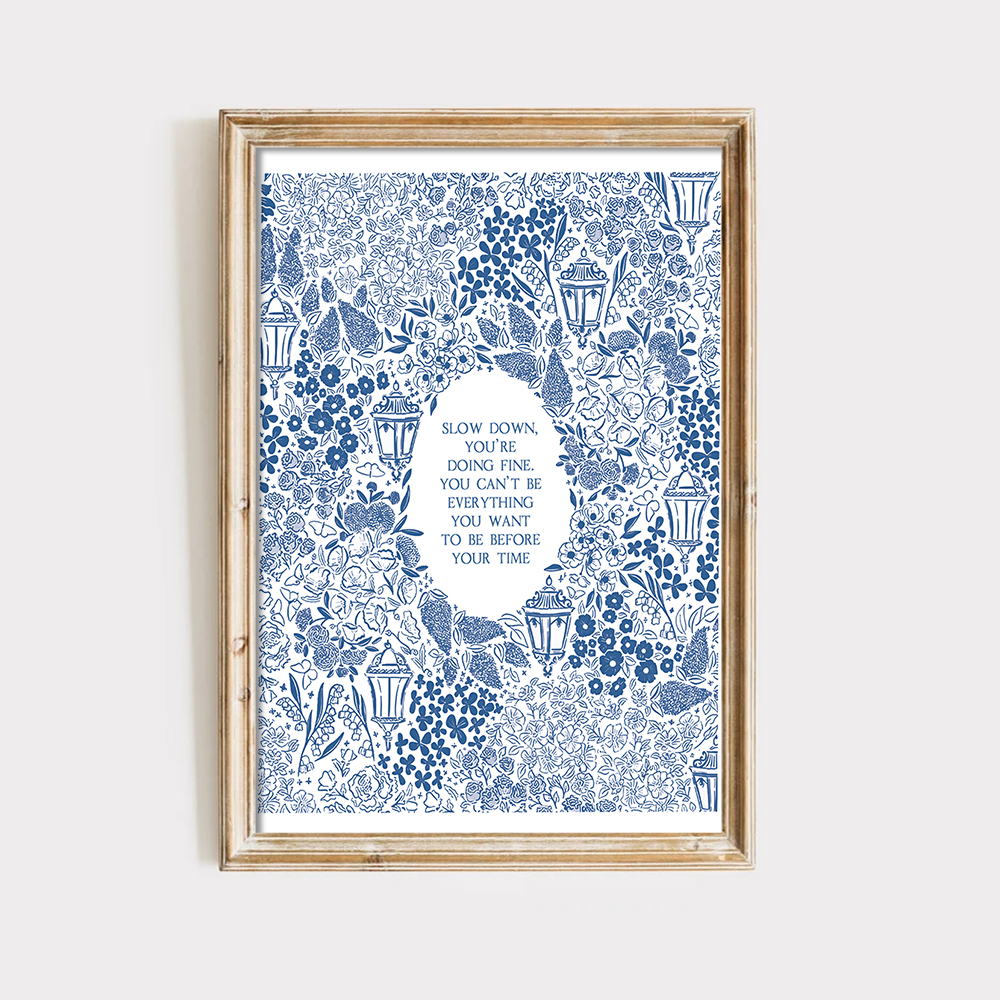 SLOW DOWN,
YOU'RE
DOING FINE.
YOU CAN'T BE
EVERYTHING
YOU WANT
TO BE BEFORE
YOUR TIME